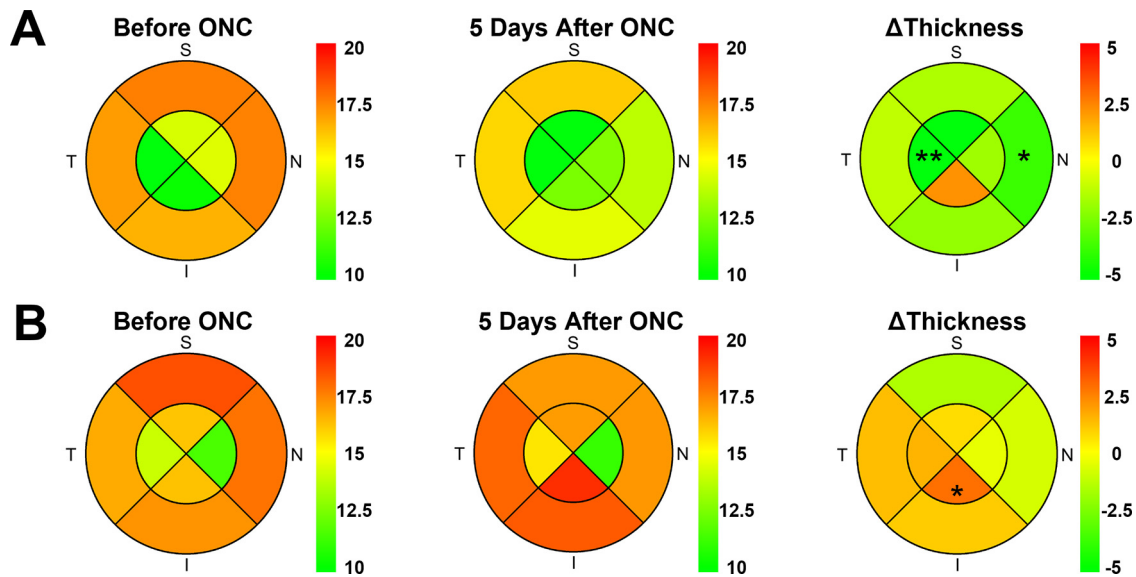 A
Before ONC
5 Days After ONC
ΔThickness
S
T
N
I
20
17.5
15
12.5
10
S
T
N
I
20
17.5
15
12.5
10
S
T
**
*
N
I
5
2.5
0
-2.5
-5
B
Before ONC
5 Days After ONC
ΔThickness
S
T
N
I
20
17.5
15
12.5
10
S
T
N
I
20
17.5
15
12.5
10
S
T
N
*
I
5
2.5
0
-2.5
-5